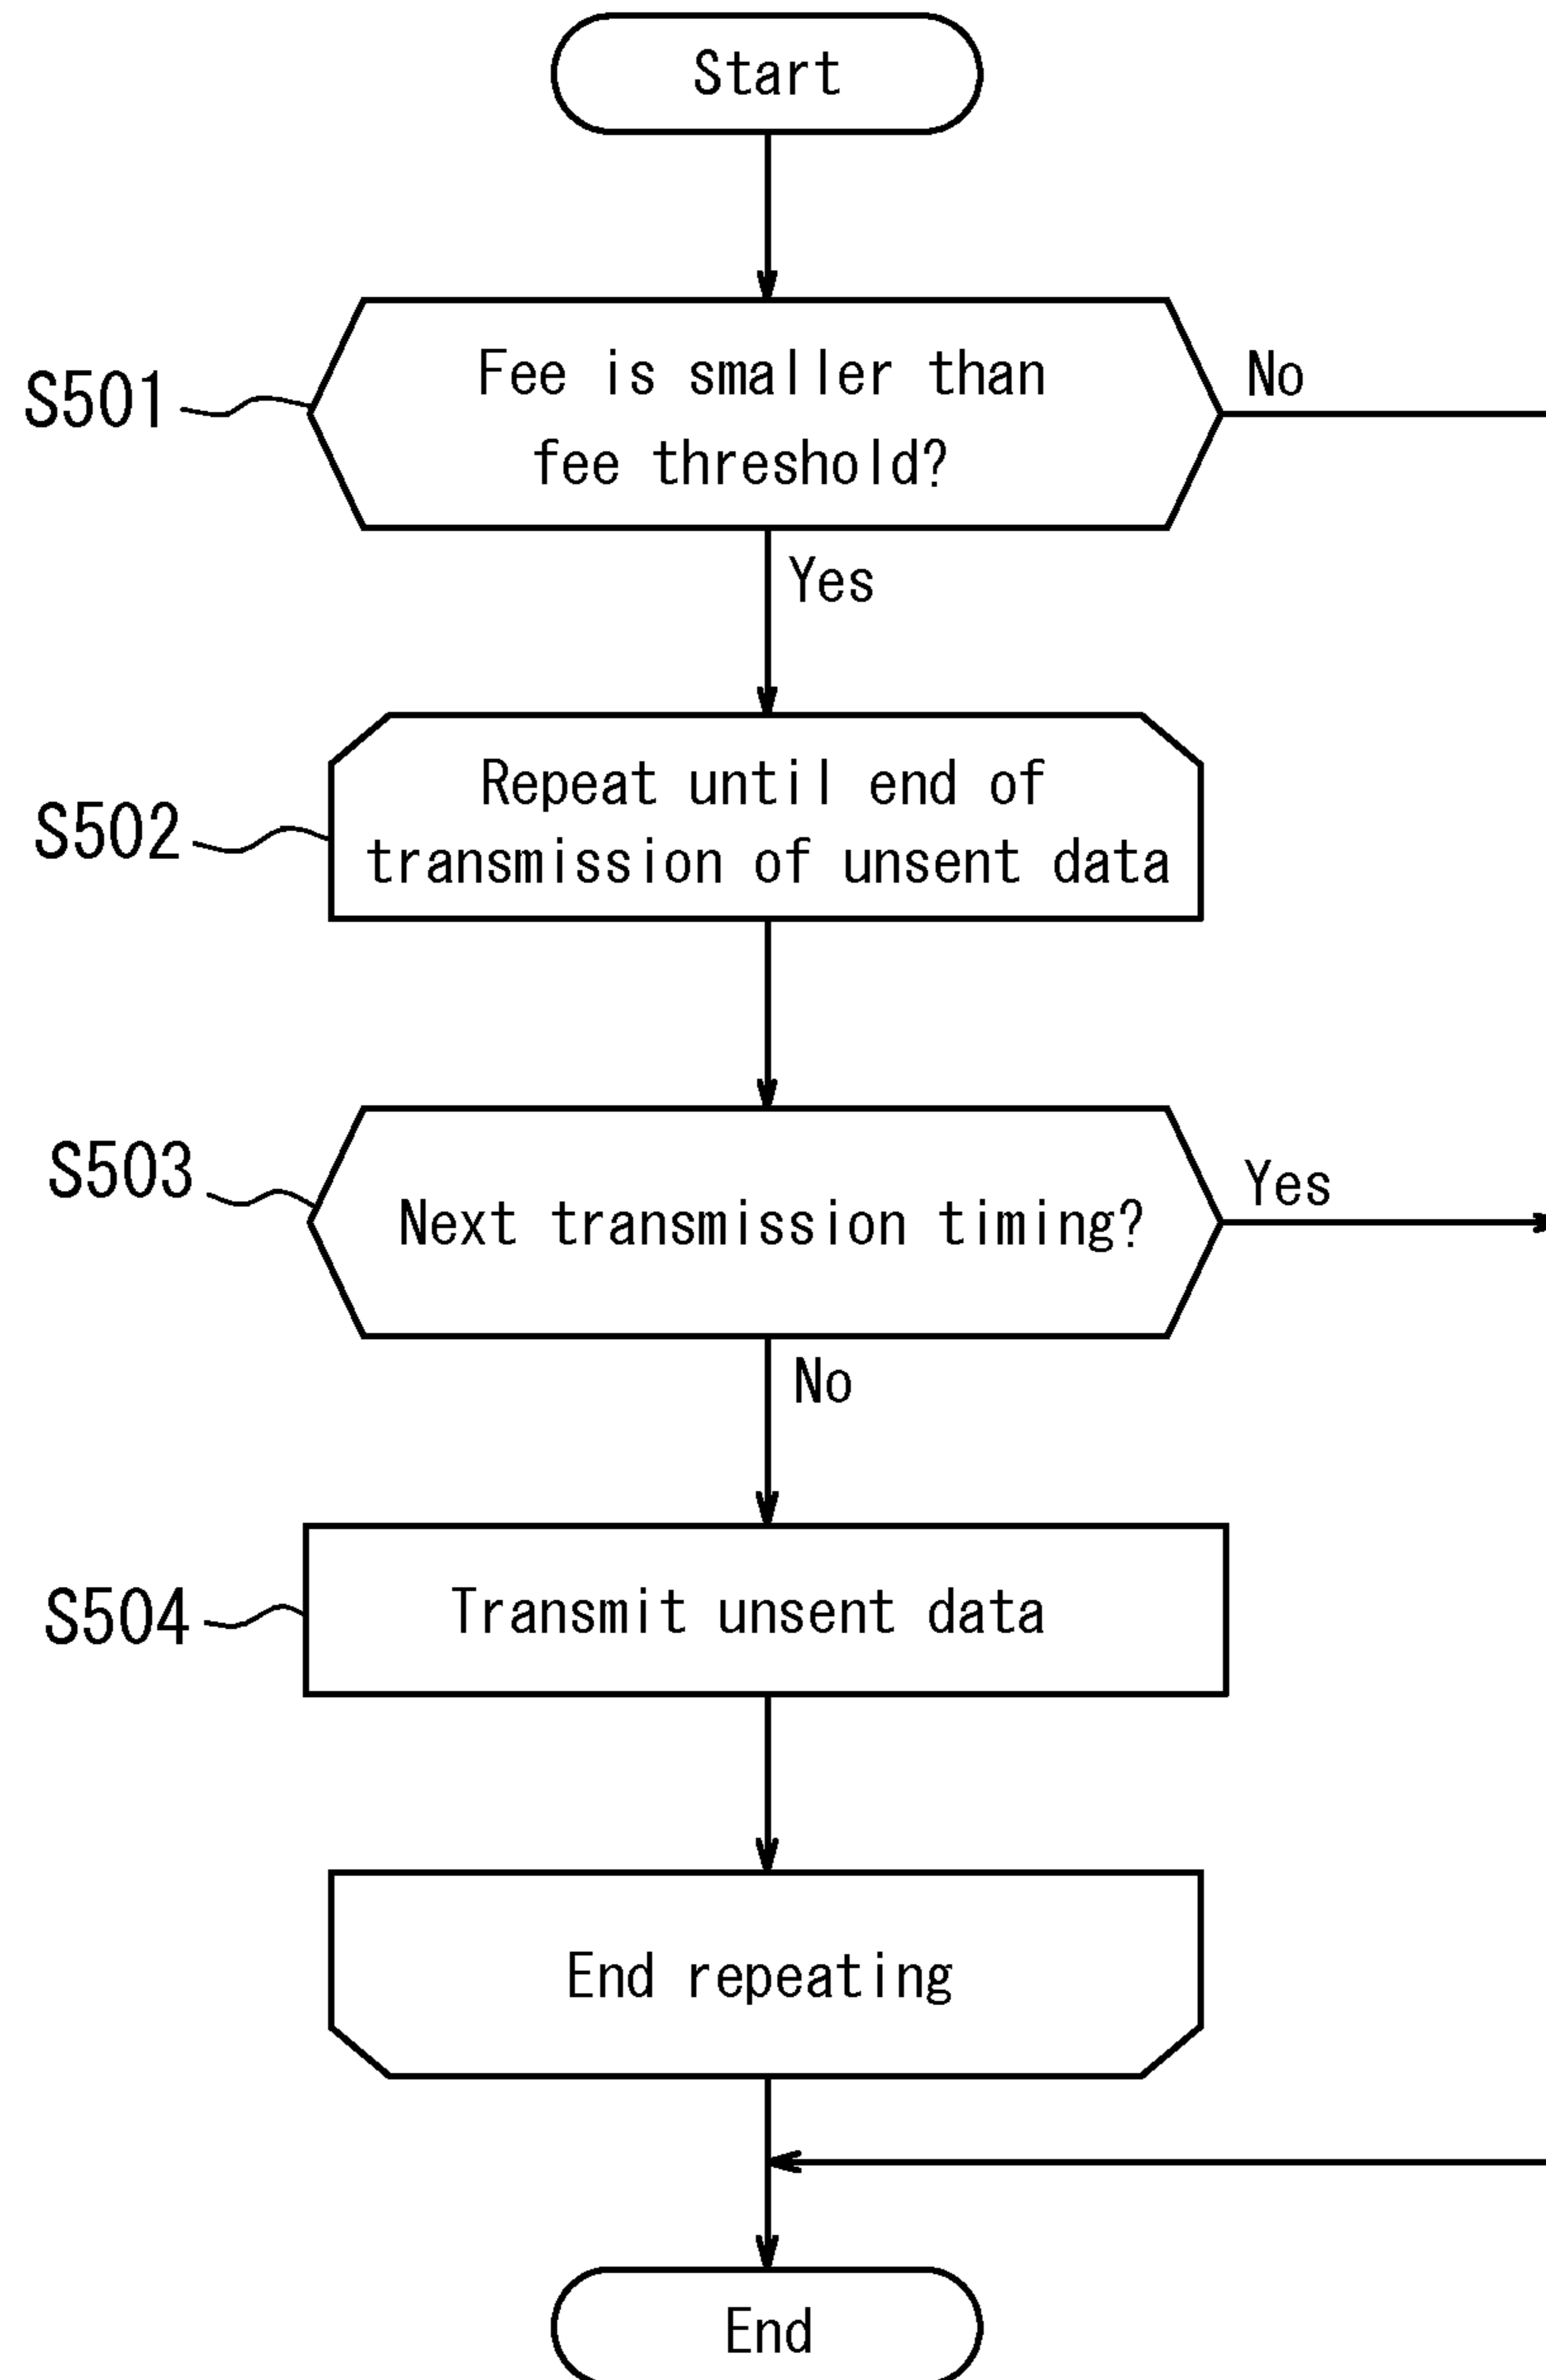 Start
S501
Fee is smaller than
fee threshold?
No
Yes
S502
Repeat until end of
transmission of unsent data
S503
Next transmission timing?
Yes
No
S504
Transmit unsent data
End repeating
End